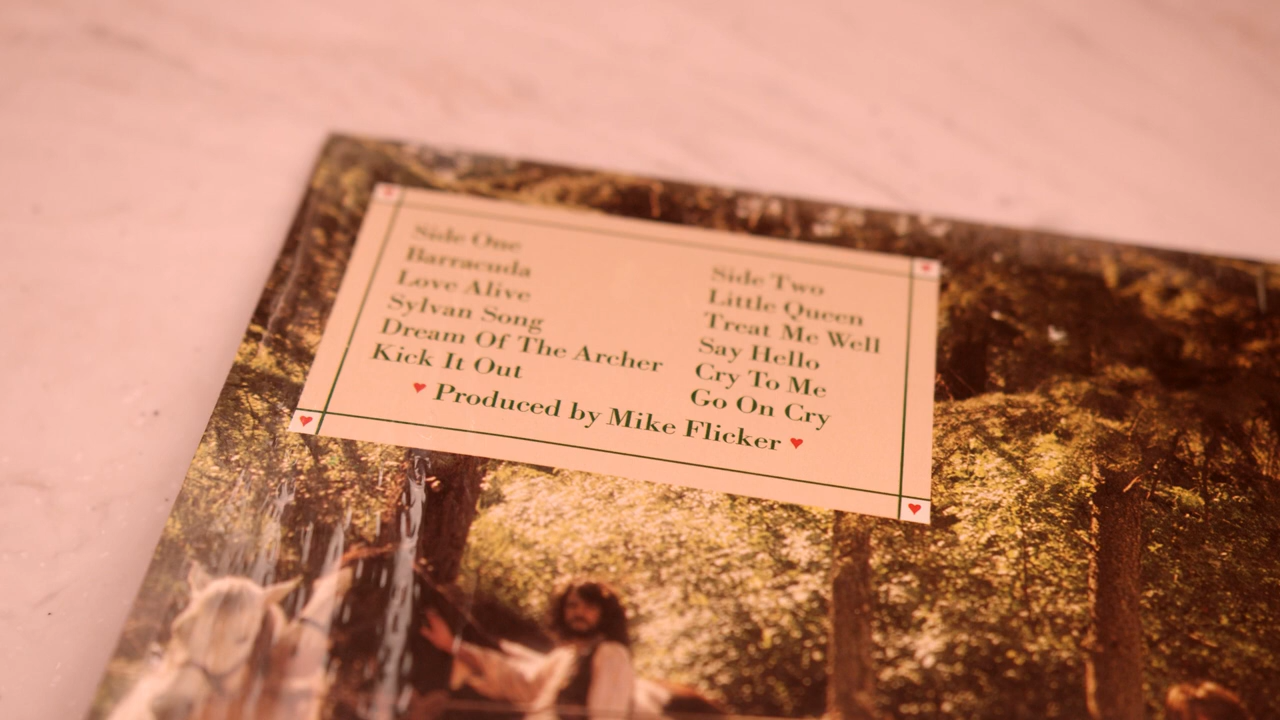 Side One
Barracuda
Love Alive
Sylvan Song
Dream Of The Archer
Kick It Out
Side Two
Little Queen
Treat Me Well
Say Hello
Cry To Me
Go On Cry
Produced by Mike Flicker